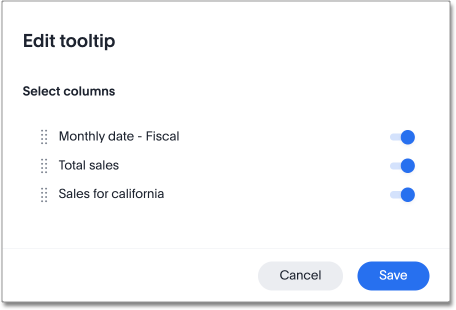 Edit tooltip
Select columns
Monthly date - Fiscal
Total sales
Sales for california
Cancel
Save